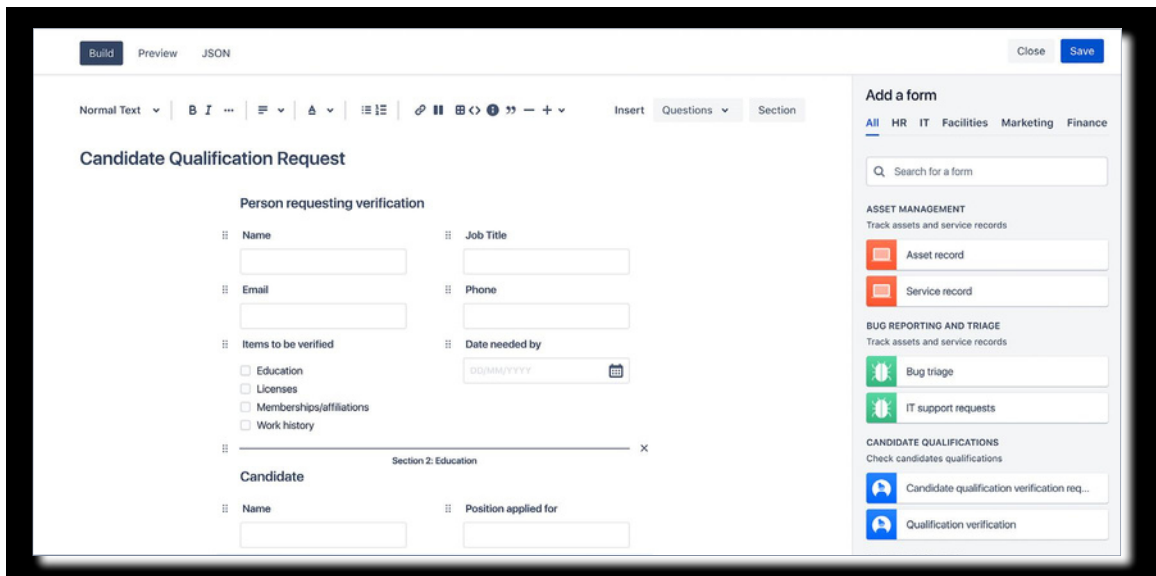 Build Preview JSON Close Save
Normal Text B I ... A Insert Questions Section
Candidate Qualification Request
Person requesting verification
Name Job Title
Email Phone
Items to be verified Date needed by
Education DD/MM/YYYY
Licenses
Memberships/affiliations
Work history
Section 2: Education
Candidate
Name Position applied for
Add a form
All HR IT Facilities Marketing Finance
Search for a form
ASSET MANAGEMENT
Track assets and service records
Asset record
Service record
BUG REPORTING AND TRIAGE
Track assets and service records
Bug triage
IT support requests
CANDIDATE QUALIFICATIONS
Check candidates qualifications
Candidate qualification verification req...
Qualification verification